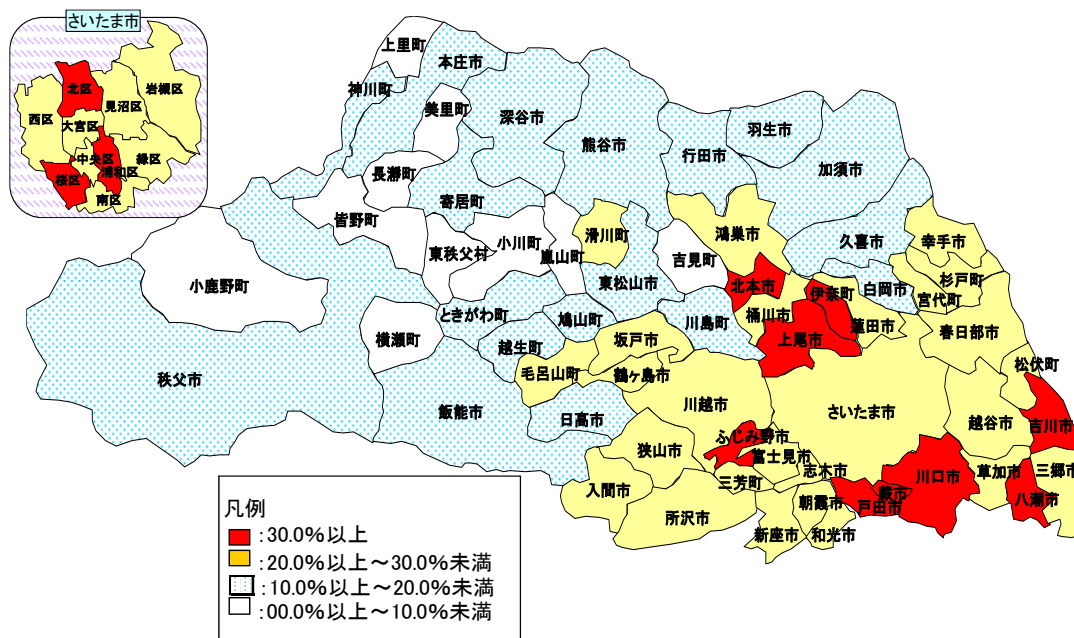 さいたま市
北区
岩槻区
見沼区
西区
大宮区
中央区
緑区
浦和区
桜区
南区
上里町
本庄市
神川町
美里町
深谷市
熊谷市
羽生市
行田市
加須市
長瀞町
寄居町
皆野町
滑川町
鴻巣市
久喜市
幸手市
小川町
東秩父村
嵐山町
吉見町
東松山市
杉戸町
小鹿野町
北本市
伊奈町
白岡市
宮代町
ときがわ町
鳩山町
川島町
桶川市
蓮田市
春日部市
横瀬町
越生町
坂戸市
上尾市
松伏町
秩父市
毛呂山町
鶴ヶ島市
飯能市
日高市
川越市
さいたま市
越谷市
吉川市
ふじみ野市
狭山市
富士見市
志木市
川口市
草加市
三郷市
入間市
三芳町
蕨市
八潮市
朝霞市
戸田市
所沢市
新座市
和光市
凡例
:30.0%以上
:20.0%以上～30.0%未満
:10.0%以上～20.0%未満
:00.0%以上～10.0%未満